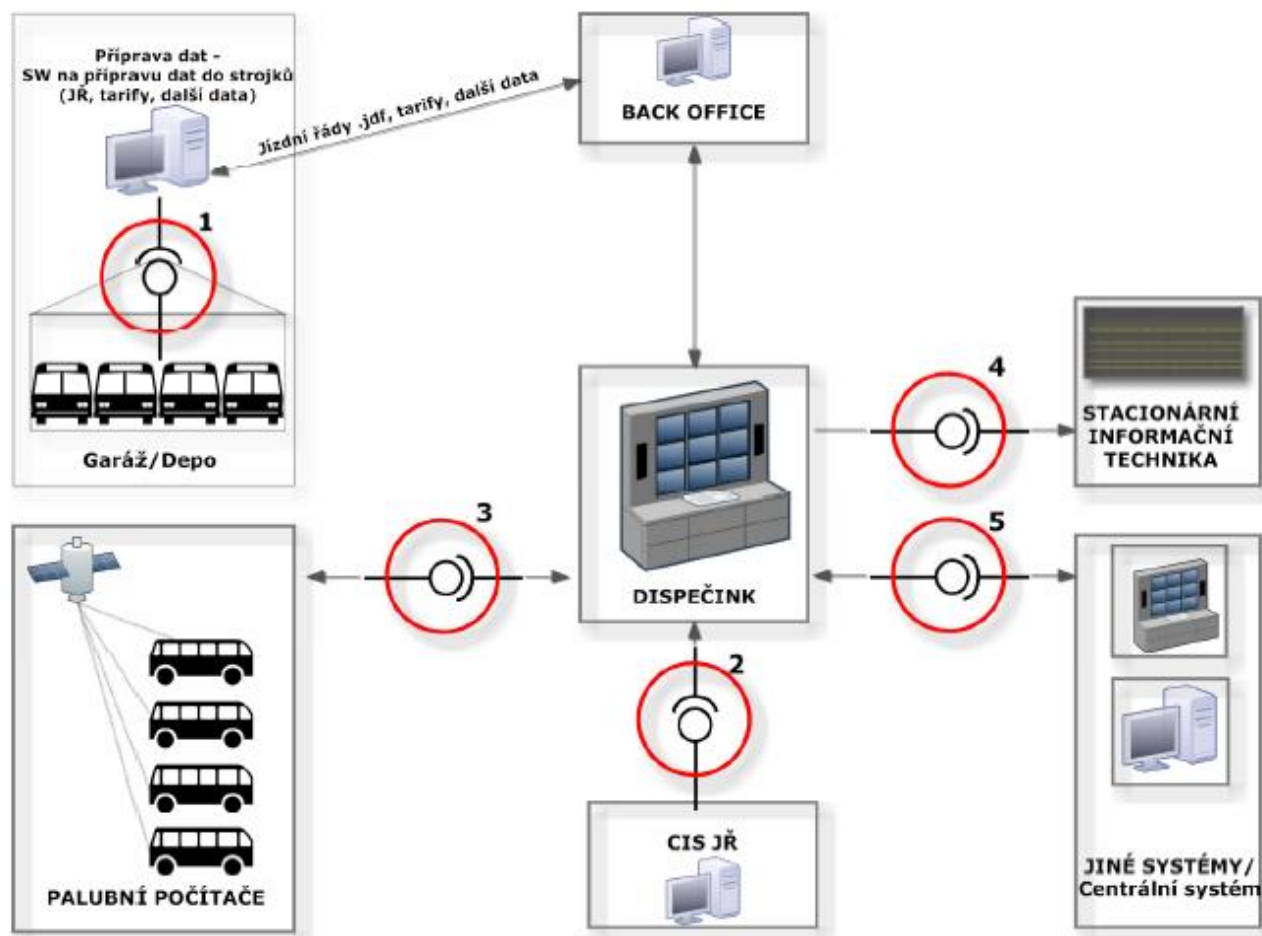 Příprava dat -
SW na přípravu dat do strojků
(JŘ, tarify, další data)
Jízdní řády .jdf, tarify, další data
BACK OFFICE
1
Garáž/Depo
4
STACIONÁRNÍ
INFORMAČNÍ
TECHNIKA
3
5
DISPEČINK
2
PALUBNÍ POČÍTAČE
CIS JŘ
JINÉ SYSTÉMY/
Centrální systém